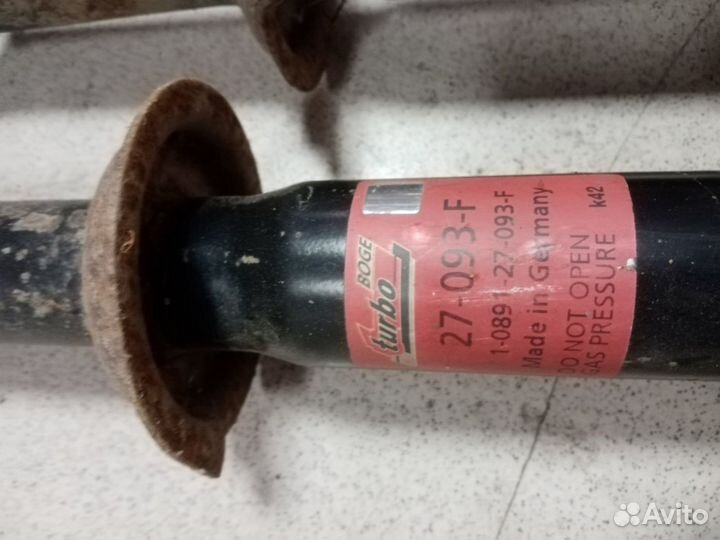 BOGE
turbo
27-093-F
1-0891-27-093-F
Made in Germany
DO NOT OPEN
GAS PRESSURE
k42
Avito